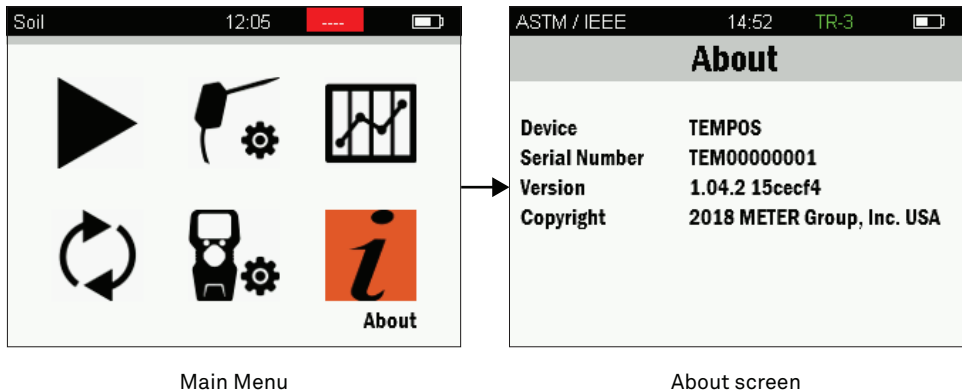 Soil 12:05 ----
About
Main Menu
ASTM / IEEE 14:52 TR-3
About
Device TEMPOS
Serial Number TEM00000001
Version 1.04.2 15cecf4
Copyright 2018 METER Group, Inc. USA
About screen